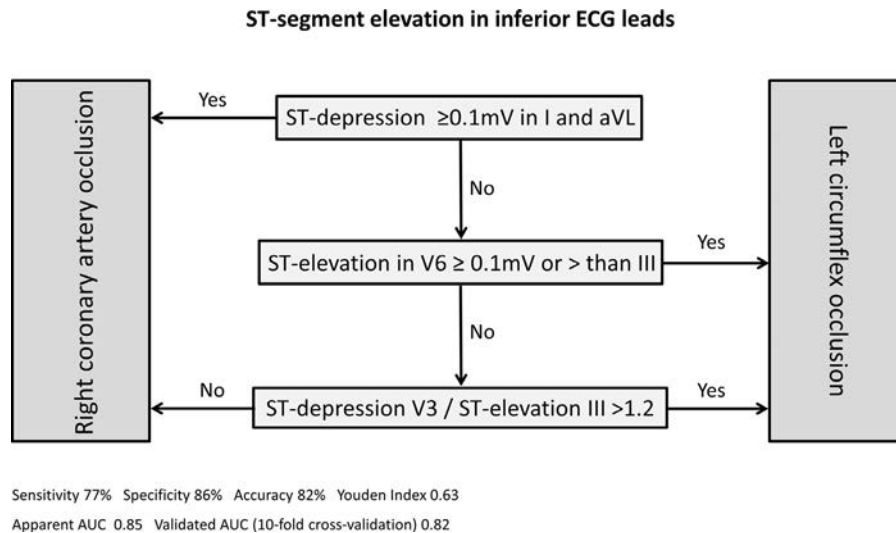 ST-segment elevation in inferior ECG leads
Yes
ST-depression ≥0.1mV in I and aVL
Right coronary artery occlusion
Left circumflex occlusion
No
ST-elevation in V6 ≥ 0.1mV or > than III
Yes
No
No
ST-depression V3 / ST-elevation III >1.2
Yes
Sensitivity 77% Specificity 86% Accuracy 82% Youden Index 0.63
Apparent AUC 0.85 Validated AUC (10-fold cross-validation) 0.82